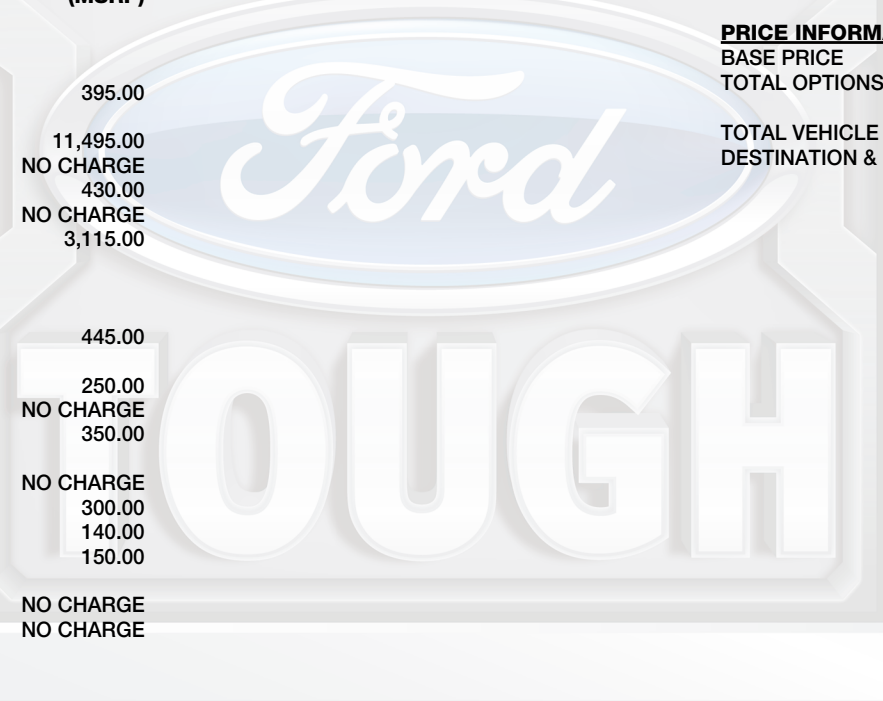 (MSRP)
395.00
11,495.00
NO CHARGE
430.00
NO CHARGE
3,115.00
445.00
250.00
NO CHARGE
350.00
NO CHARGE
300.00
140.00
150.00
NO CHARGE
NO CHARGE
PRICE INFORMA
BASE PRICE
TOTAL OPTIONS
TOTAL VEHICLE
DESTINATION &
Ford
TOUGH